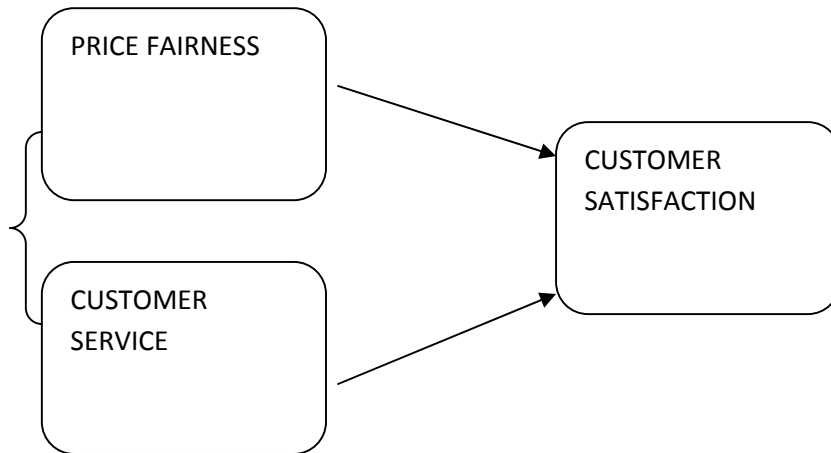 PRICE FAIRNESS
CUSTOMER
SERVICE
CUSTOMER
SATISFACTION